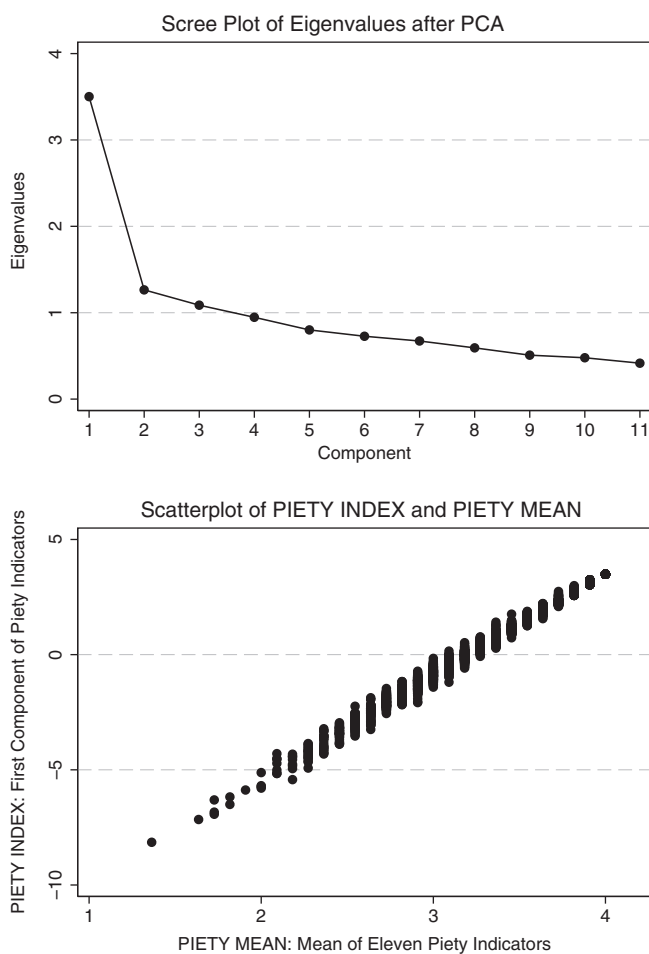 Scree Plot of Eigenvalues after PCA
Eigenvalues
4
3
2
1
0
1 2 3 4 5 6 7 8 9 10 11
Component
Scatterplot of PIETY INDEX and PIETY MEAN
PIETY INDEX: First Component of Piety Indicators
5
0
−5
−10
1 2 3 4
PIETY MEAN: Mean of Eleven Piety Indicators